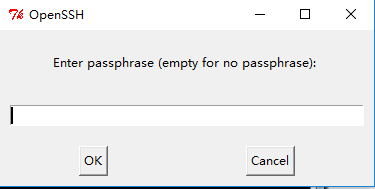 OpenSSH
Enter passphrase (empty for no passphrase):
OK
Cancel